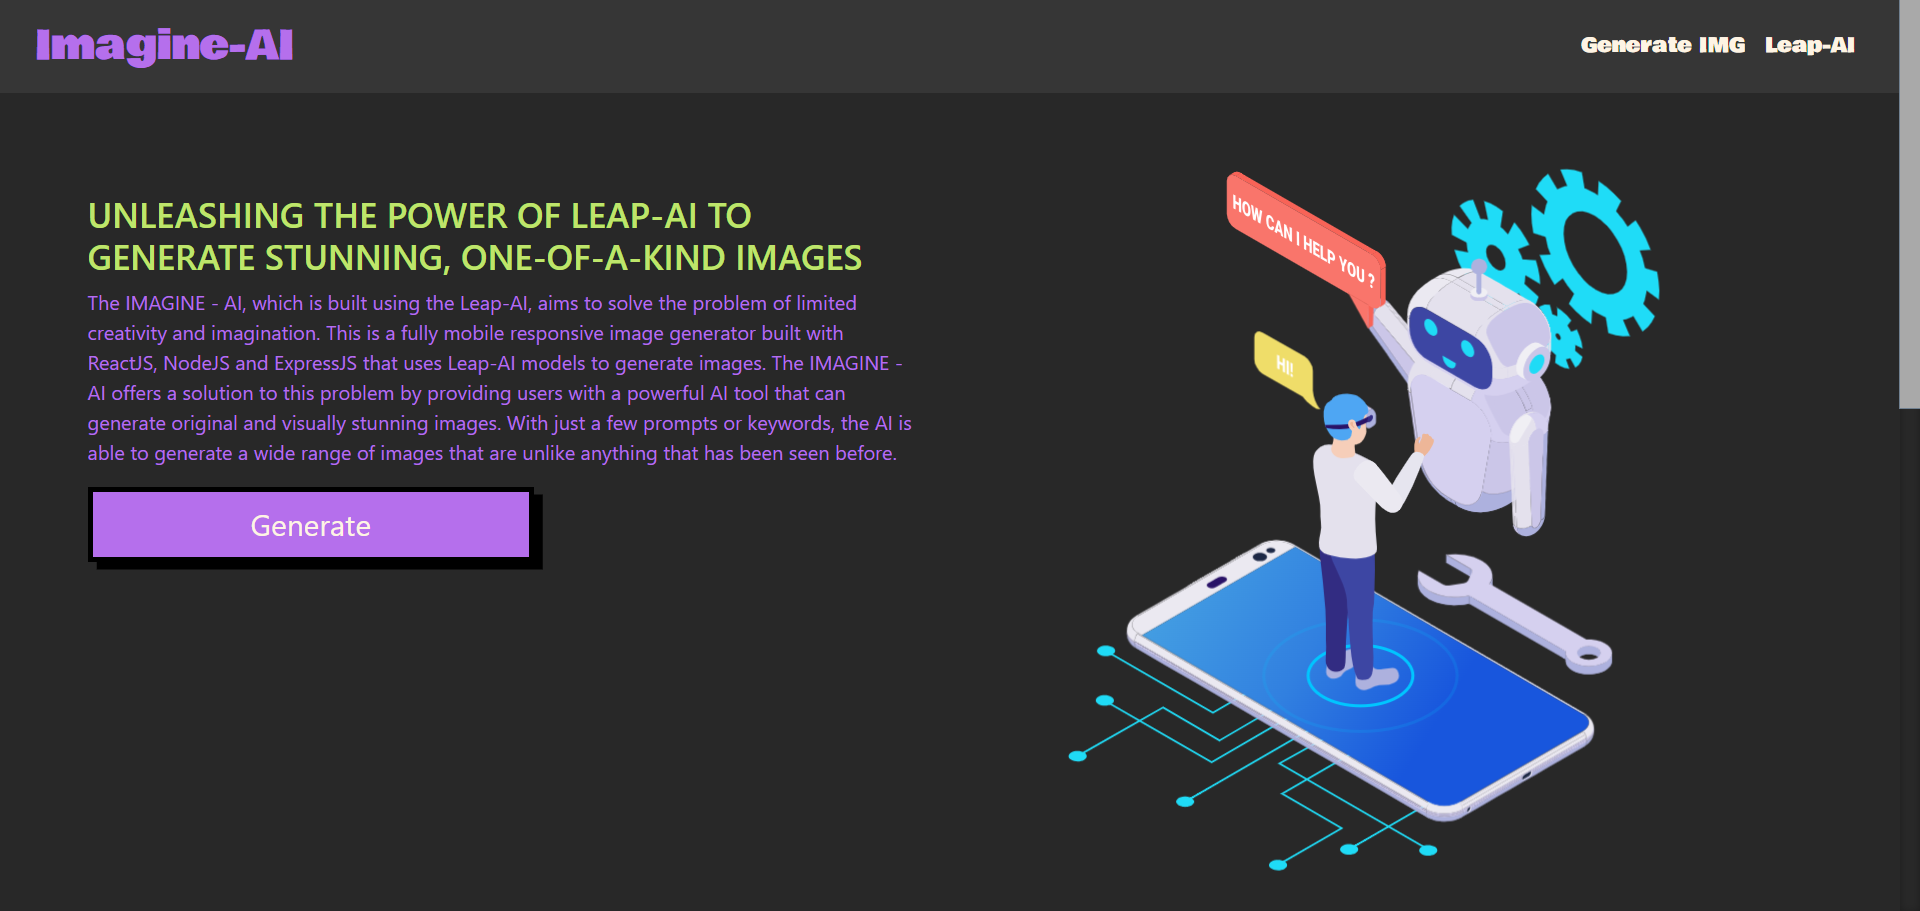 Imagine-AI
Generate IMG Leap-AI
UNLEASHING THE POWER OF LEAP-AI TO
GENERATE STUNNING, ONE-OF-A-KIND IMAGES
The IMAGINE - AI, which is built using the Leap-AI, aims to solve the problem of limited
creativity and imagination. This is a fully mobile responsive image generator built with
ReactJS, NodeJS and ExpressJS that uses Leap-AI models to generate images. The IMAGINE -
AI offers a solution to this problem by providing users with a powerful AI tool that can
generate original and visually stunning images. With just a few prompts or keywords, the AI is
able to generate a wide range of images that are unlike anything that has been seen before.
Generate
HOW CAN I HELP YOU ?
HI!